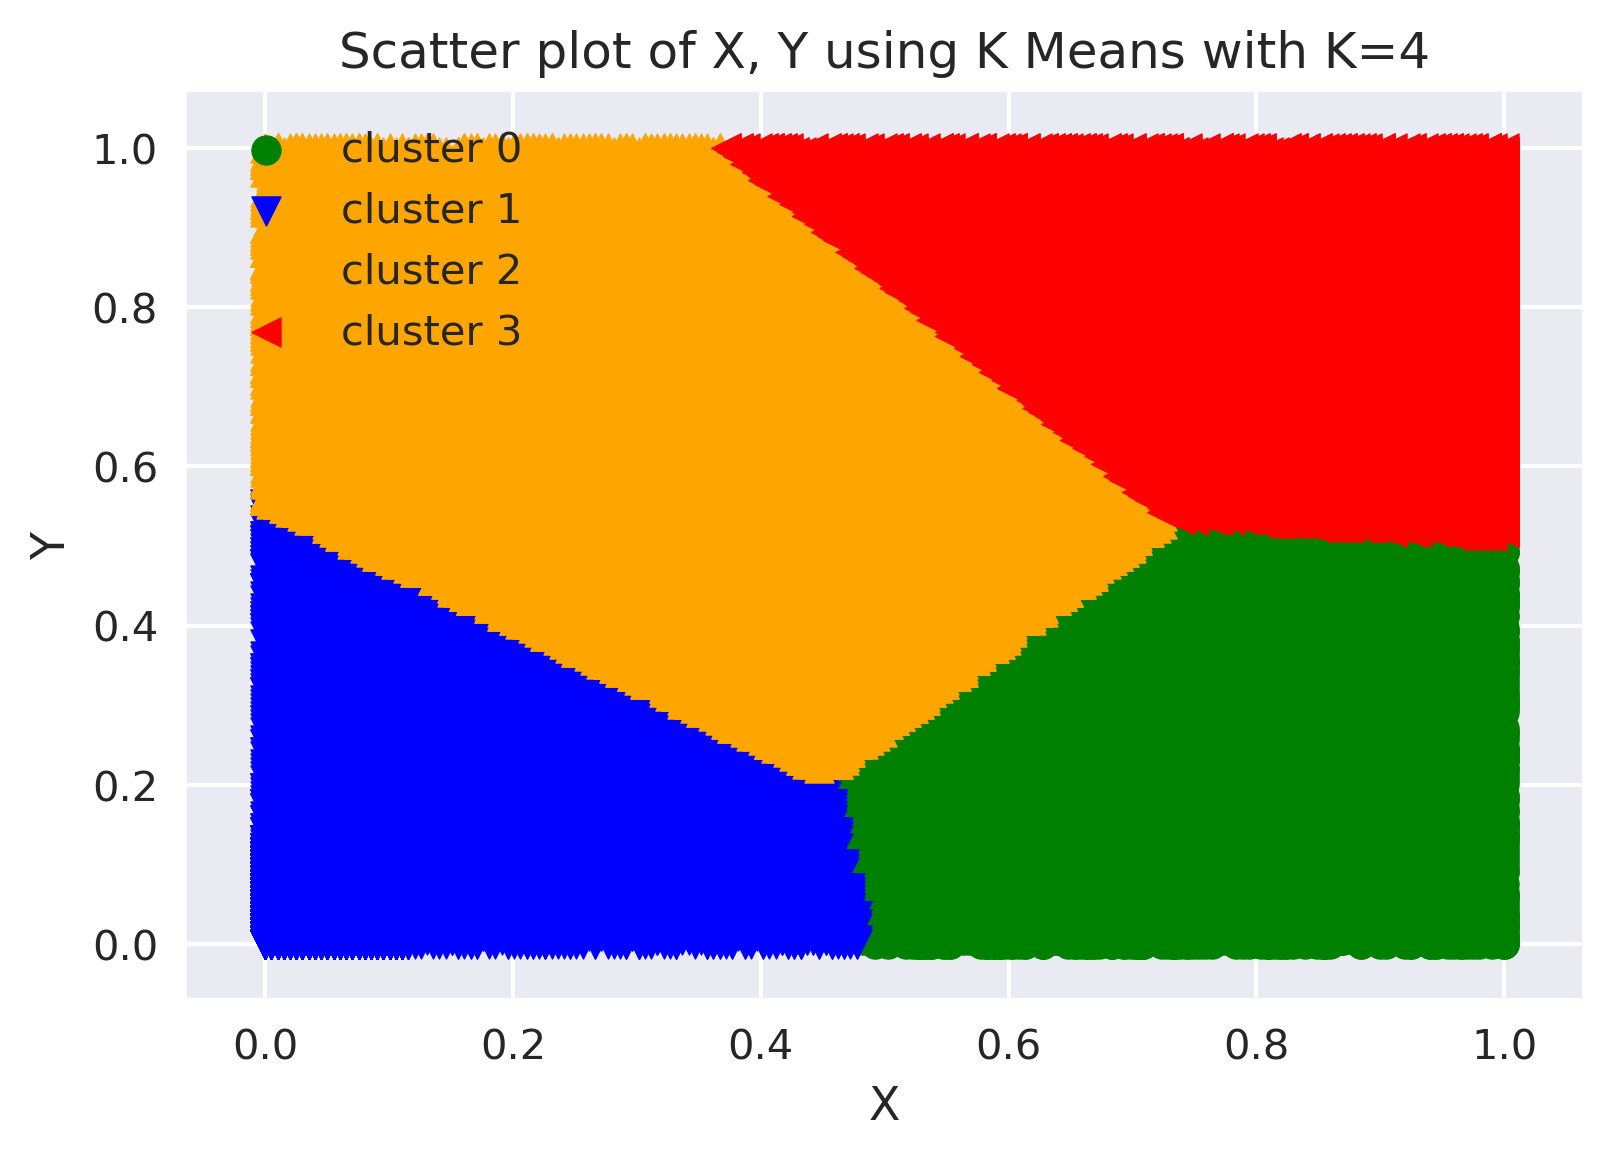 Scatter plot of X, Y using K Means with K=4
cluster 0
cluster 1
cluster 2
cluster 3
1.0
0.8
0.6
0.4
0.2
0.0
Y
0.0 0.2 0.4 0.6 0.8 1.0
X